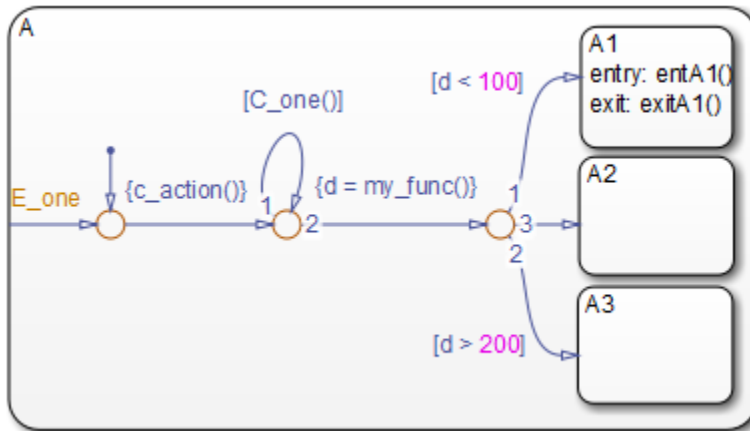 A
A1
entry: entA1()
exit: exitA1()
[d < 100]
[C_one()]
E_one
{c_action()}
1
2
{d = my_func()}
1
3
2
A2
A3
[d > 200]